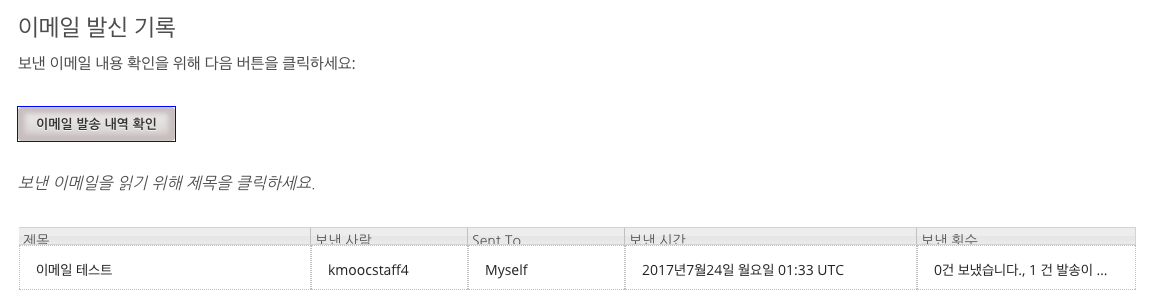 이메일 발신 기록
보낸 이메일 내용 확인을 위해 다음 버튼을 클릭하세요:
이메일 발송 내역 확인
보낸 이메일을 읽기 위해 제목을 클릭하세요.
제목 보낸 사람 Sent To 보낸 시간 보낸 횟수
이메일 테스트 kmoocstaff4 Myself 2017년7월24일 월요일 01:33 UTC 0건 보냈습니다., 1 건 발송이 ...